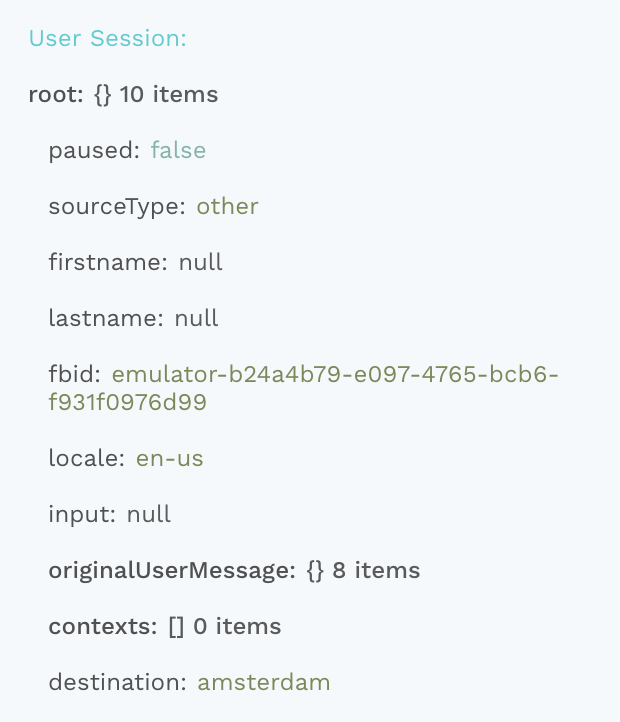 User Session:
root: {} 10 items
paused: false
sourceType: other
firstname: null
lastname: null
fbid: emulator-b24a4b79-e097-4765-bcb6-
f931f0976d99
locale: en-us
input: null
originalUserMessage: {} 8 items
contexts: [] 0 items
destination: amsterdam